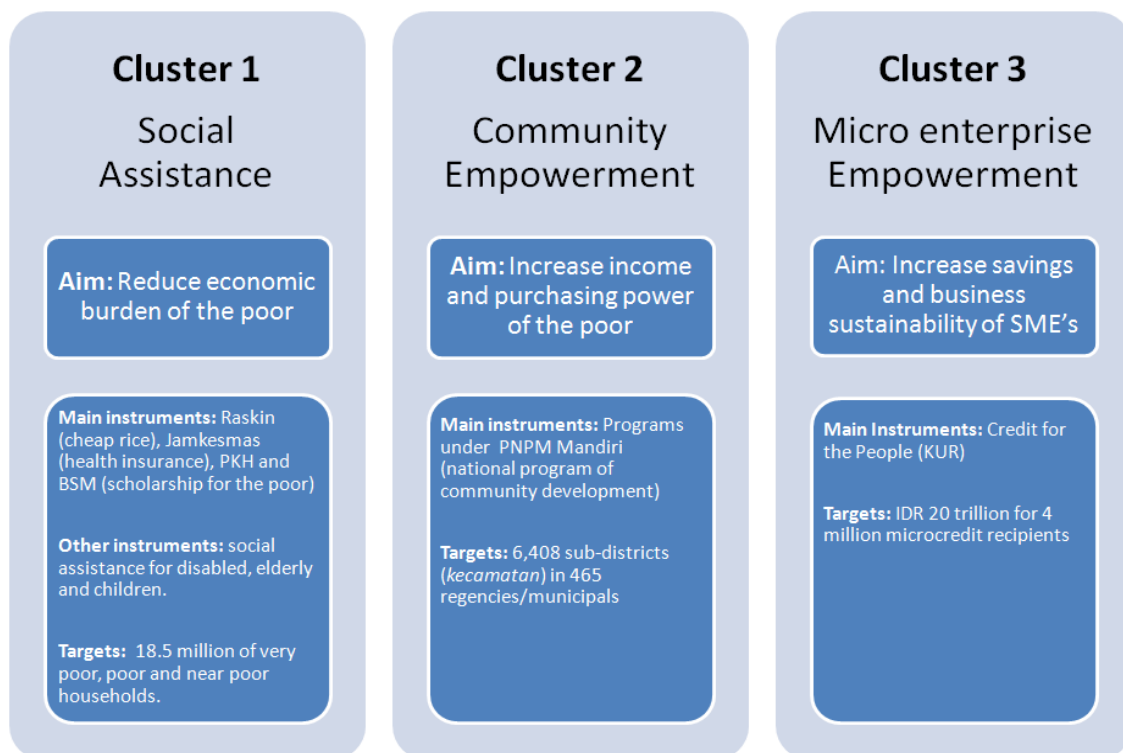 Cluster 1
Social
Assistance
Aim: Reduce economic
burden of the poor
Main instruments: Raskin
(cheap rice), Jamkesmas
(health insurance), PKH and
BSM (scholarship for the poor)
Other instruments: social
assistance for disabled, elderly
and children.
Targets: 18.5 million of very
poor, poor and near poor
households.
Cluster 2
Community
Empowerment
Aim: Increase income
and purchasing power
of the poor
Main instruments: Programs
under PNPM Mandiri
(national program of
community development)
Targets: 6,408 sub-districts
(kecamatan) in 465
regencies/municipals
Cluster 3
Micro enterprise
Empowerment
Aim: Increase savings
and business
sustainability of SME's
Main Instruments: Credit for
the People (KUR)
Targets: IDR 20 trillion for 4
million microcredit recipients